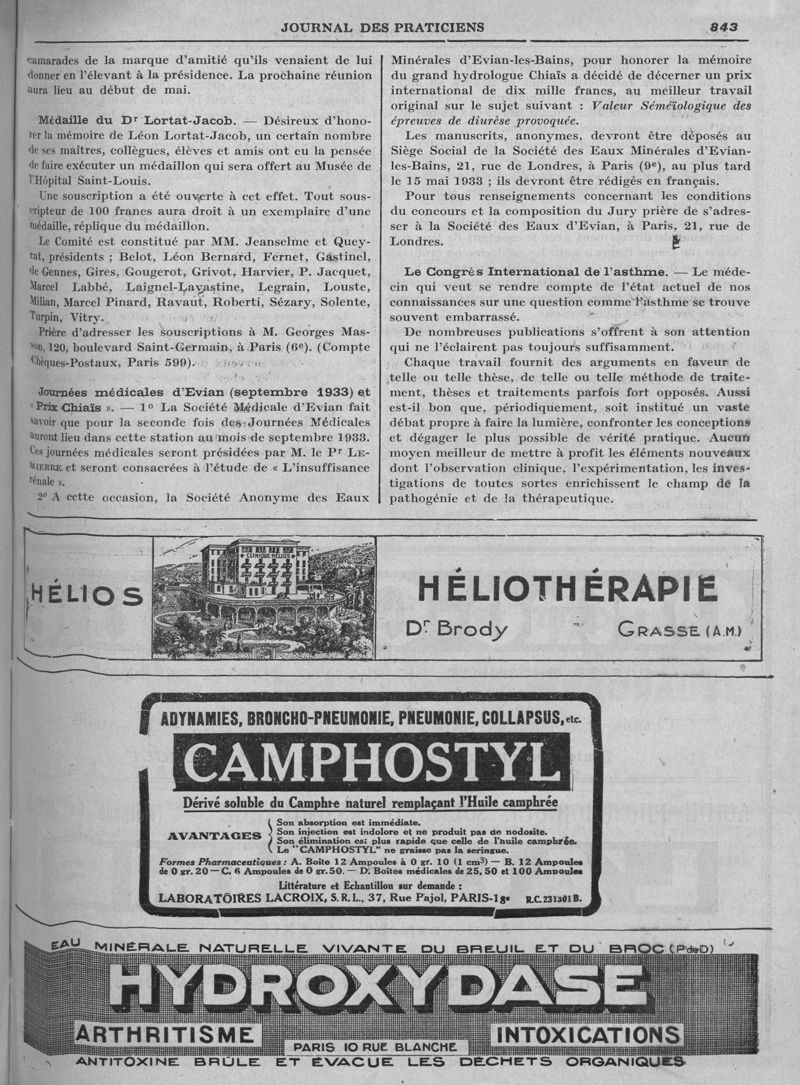 JOURNAL DES PRATICIENS 843
camarades de la marque d'amitié qu'ils venaient de lui
donner en l'élevant à la présidence. La prochaine réunion
aura lieu au début de mai.
Médaille du Dr Lortat-Jacob. — Désireux d'hono-
rer la mémoire de Léon Lortat-Jacob, un certain nombre
de ses maîtres, collègues, élèves et amis ont eu la pensée
de faire exécuter un médaillon qui sera offert au Musée de
l'Hôpital Saint-Louis.
Une souscription a été ouverte à cet effet. Tout sous-
cripteur de 100 francs aura droit à un exemplaire d'une
médaille, réplique du médaillon.
Le Comité est constitué par MM. Jeanselme et Quey-
rat, présidents ; Belot, Léon Bernard, Fernet, Gastinel,
de Gennes, Gires, Gougerot, Grivot, Harvier, P. Jacquet,
Marcel Labbé, Laignel-Lavastine, Legrain, Louste,
Milian, Marcel Pinard, Ravaut, Roberti, Sézary, Solente,
Turpin, Vitry.
Prière d'adresser les souscriptions à M. Georges Mas-
son, 120, boulevard Saint-Germain, à Paris (6e). (Compte
Chèques-Postaux, Paris 599).
Journées médicales d'Evian (septembre 1933) et
« Prix Chiaïs ». — 1o La Société Médicale d'Evian fait
savoir que pour la seconde fois des Journées Médicales
auront lieu dans cette station au mois de septembre 1933.
Ces journées médicales seront présidées par M. le Pr LE-
MIERRE et seront consacrées à l'étude de « L'insuffisance
rénale ».
2o A cette occasion, la Société Anonyme des Eaux
Minérales d'Evian-les-Bains, pour honorer la mémoire
du grand hydrologue Chiaïs a décidé de décerner un prix
international de dix mille francs, au meilleur travail
original sur le sujet suivant : Valeur Séméïologique des
épreuves de diurèse provoquée.
Les manuscrits, anonymes, devront être déposés au
Siège Social de la Société des Eaux Minérales d'Evian-
les-Bains, 21, rue de Londres, à Paris (9e), au plus tard
le 15 mai 1933 ; ils devront être rédigés en français.
Pour tous renseignements concernant les conditions
du concours et la composition du Jury prière de s'adres-
ser à la Société des Eaux d'Evian, à Paris, 21, rue de
Londres.
Le Congrès International de l'asthme. — Le méde-
cin qui veut se rendre compte de l'état actuel de nos
connaissances sur une question comme l'asthme se trouve
souvent embarrassé.
De nombreuses publications s'offrent à son attention
qui ne l'éclairent pas toujours suffisamment.
Chaque travail fournit des arguments en faveur de
telle ou telle thèse, de telle ou telle méthode de traite-
ment, thèses et traitements parfois fort opposés. Aussi
est-il bon que, périodiquement, soit institué un vaste
débat propre à faire la lumière, confronter les conceptions
et dégager le plus possible de vérité pratique. Aucun
moyen meilleur de mettre à profit les éléments nouveaux
dont l'observation clinique, l'expérimentation, les inves-
tigations de toutes sortes enrichissent le champ de la
pathogénie et de la thérapeutique.
HÉLIOS
CLINIQUE HÉLIOS
HÉLIOTHÉRAPIE
Dr Brody GRASSE (A.M.)
ADYNAMIES, BRONCHO-PNEUMONIE, PNEUMONIE, COLLAPSUS, etc.
CAMPHOSTYL
Dérivé soluble du Camphre naturel remplaçant l'Huile camphrée
AVANTAGES
Son absorption est immédiate.
Son injection est indolore et ne produit pas de nodosite.
Son élimination est plus rapide que celle de l'huile camphrée.
Le "CAMPHOSTYL" ne graisse pas la seringue.
Formes Pharmaceutiques : A. Boite 12 Ampoules à 0 gr. 10 (1 cm3) — B. 12 Ampoules
de 0 gr. 20 — C. 6 Ampoules de 0 gr. 50. — D. Boîtes médicales de 25, 50 et 100 Ampoules
Littérature et Echantillon sur demande :
LABORATOIRES LACROIX, S.R.L., 37, Rue Pajol, PARIS-18e R.C. 231301 B.
EAU MINÉRALE NATURELLE VIVANTE DU BREUIL ET DU BROC (P. de D)
HYDROXYDASE
ARTHRITISME
PARIS 10 RUE BLANCHE
INTOXICATIONS
ANTITOXINE BRÛLE ET ÉVACUE LES DÉCHETS ORGANIQUES